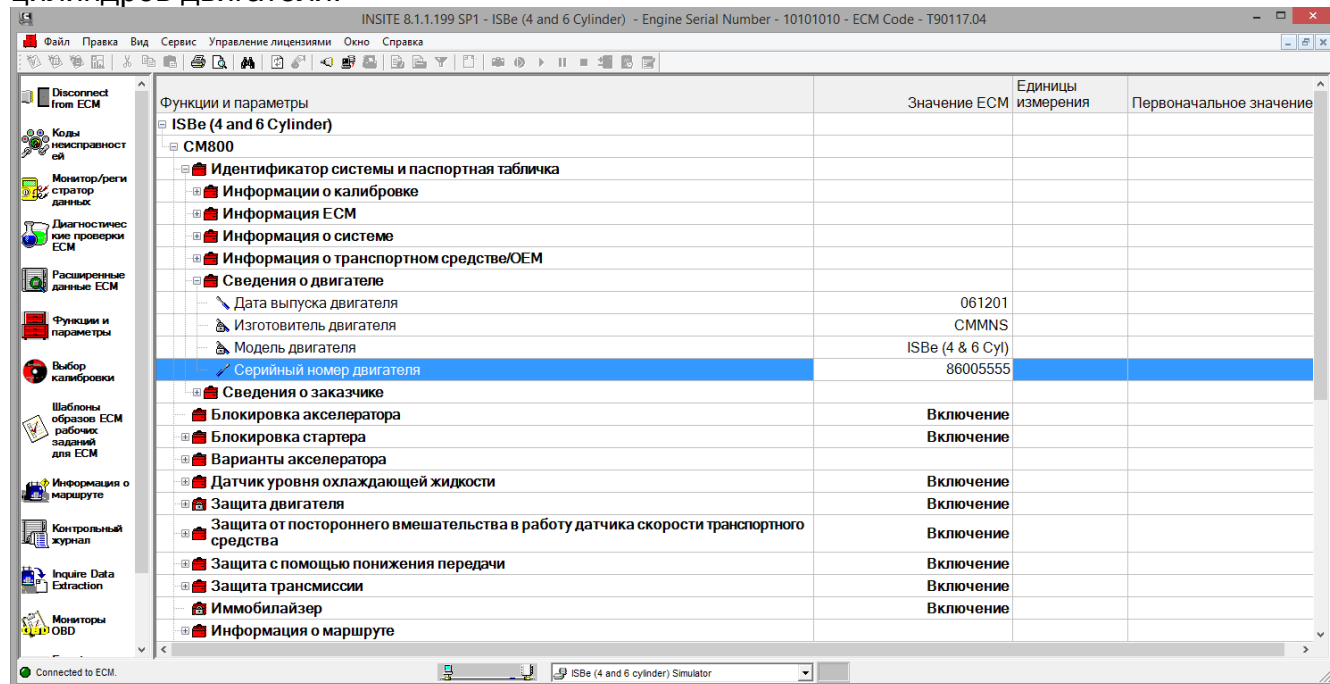 цилиндров двигателя.
INSITE 8.1.1.199 SP1 - ISBe (4 and 6 Cylinder) - Engine Serial Number - 10101010 - ECM Code - T90117.04
Файл Правка Вид Сервис Управление лицензиями Окно Справка
Disconnect
from ECM
Коды
неисправност
ей
Монитор/реги
стратор
данных
Диагностичес
кие проверки
ECM
Расширенные
данные ECM
Функции и
параметры
Выбор
калибровки
Шаблоны
образов ECM
рабочих
заданий
для ECM
Информация о
маршруте
Контрольный
журнал
Inquire Data
Extraction
Мониторы
OBD
Функции и параметры Значение ECM Единицы измерения Первоначальное значение
ISBe (4 and 6 Cylinder)
CM800
Идентификатор системы и паспортная табличка
Информации о калибровке
Информация ECM
Информация о системе
Информация о транспортном средстве/OEM
Сведения о двигателе
Дата выпуска двигателя 061201
Изготовитель двигателя CMMNS
Модель двигателя ISBe (4 & 6 Cyl)
Серийный номер двигателя 86005555
Сведения о заказчике
Блокировка акселератора Включение
Блокировка стартера Включение
Варианты акселератора
Датчик уровня охлаждающей жидкости Включение
Защита двигателя Включение
Защита от постороннего вмешательства в работу датчика скорости транспортного
средства Включение
Защита с помощью понижения передачи Включение
Защита трансмиссии Включение
Иммобилайзер Включение
Информация о маршруте
Connected to ECM. ISBe (4 and 6 cylinder) Simulator